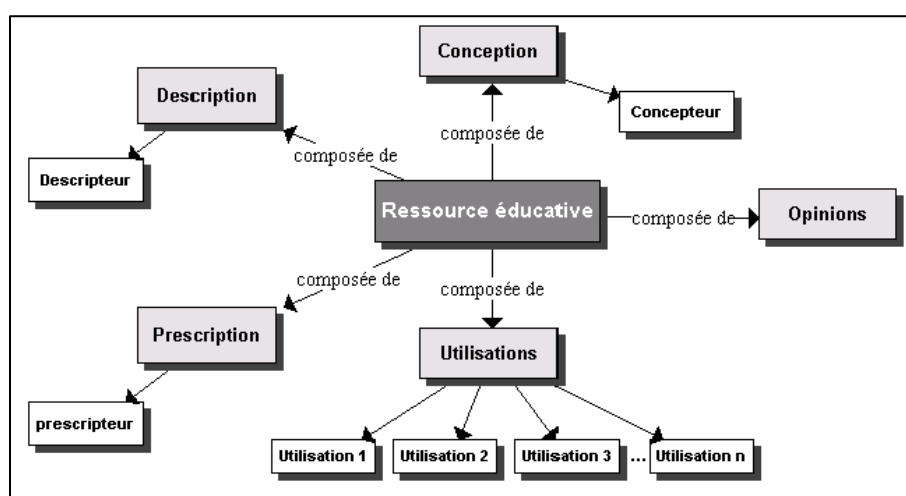 Conception
Description
Concepteur
composée de
composée de
Descripteur
Ressource éducative
composée de
Opinions
composée de
composée de
Prescription
Utilisations
prescripteur
Utilisation 1
Utilisation 2
Utilisation 3
...
Utilisation n